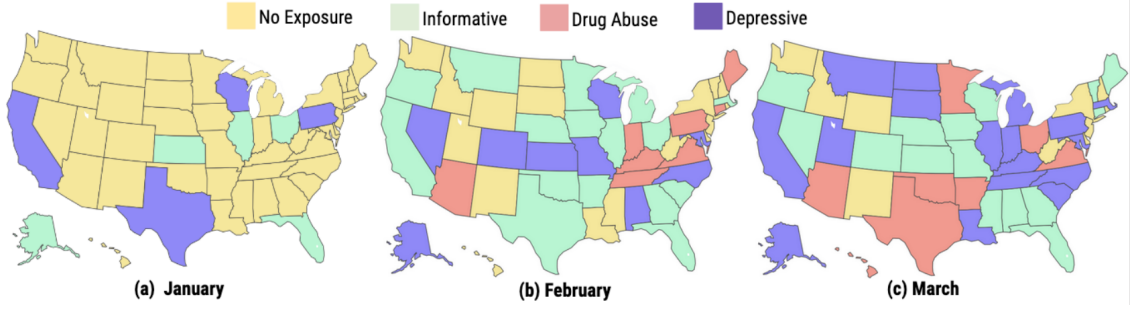 No Exposure Informative Drug Abuse Depressive
(a) January (b) February (c) March